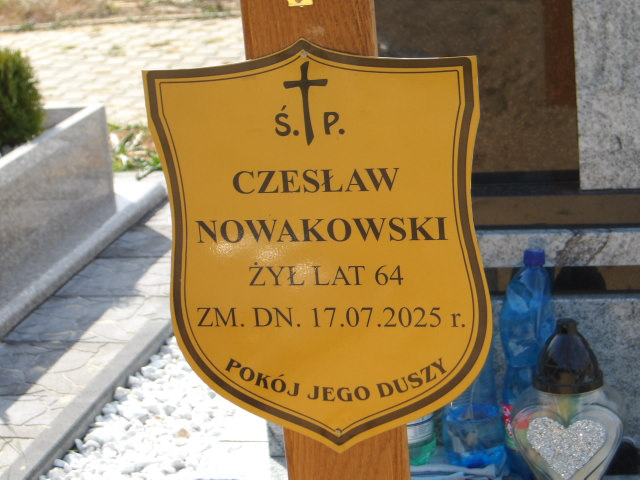 Ś. P.
CZESŁAW
NOWAKOWSKI
ŻYŁ LAT 64
ZM. DN. 17.07.2025 r.
POKÓJ JEGO DUSZY